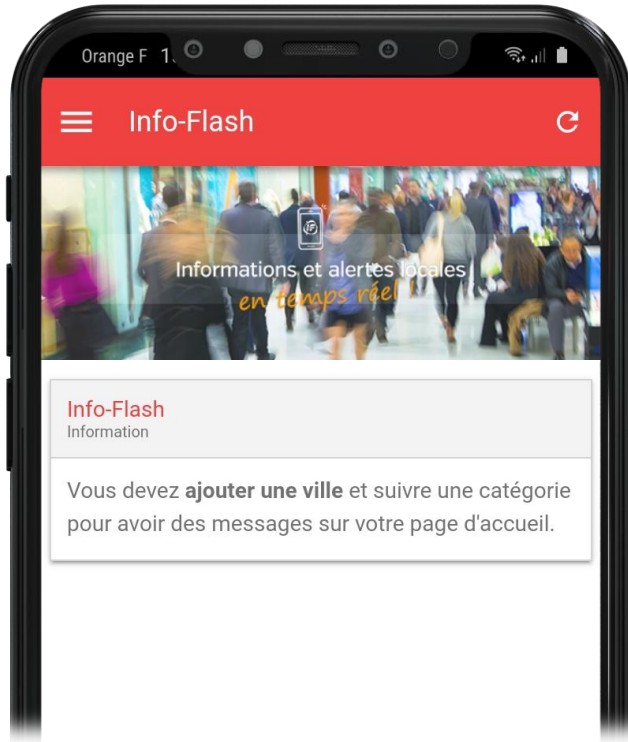 Orange F
Info-Flash
Informations et alertes locales
en temps réel !
Info-Flash
Information
Vous devez ajouter une ville et suivre une catégorie
pour avoir des messages sur votre page d'accueil.